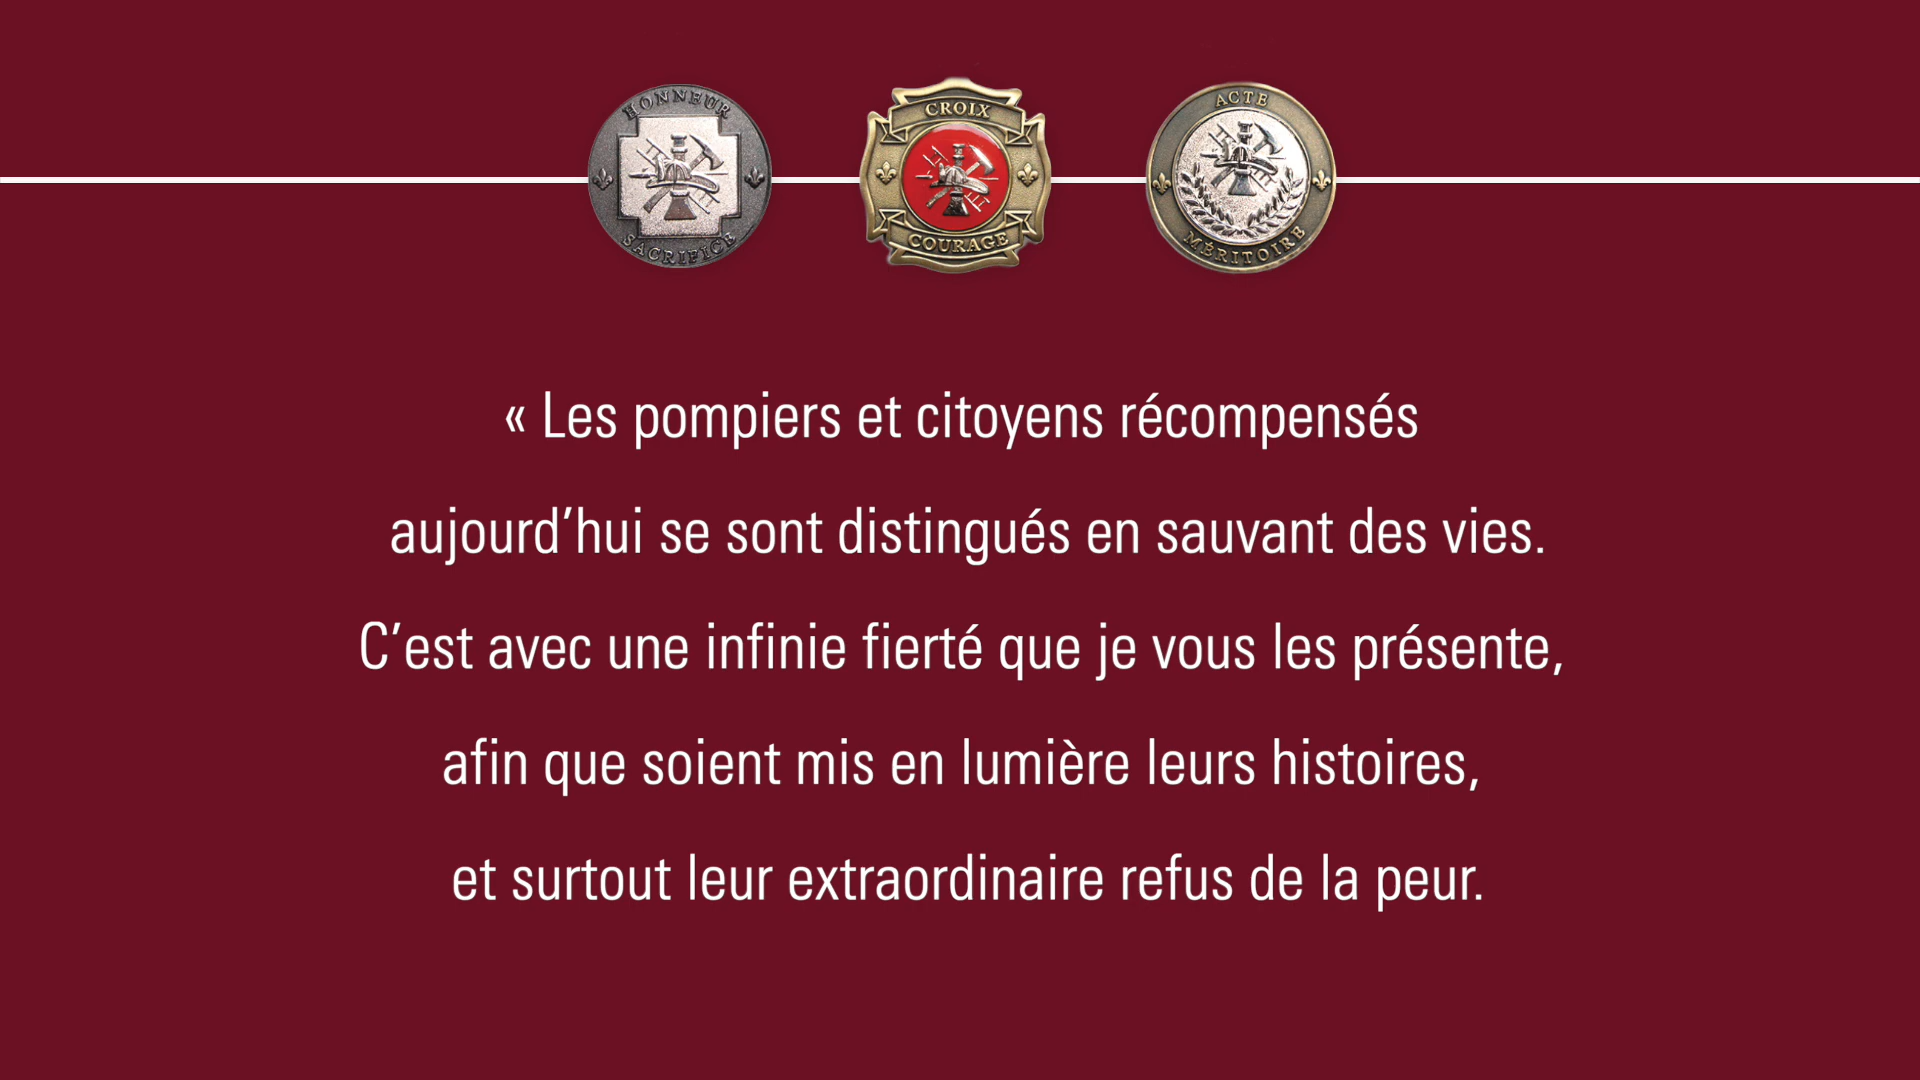 HONNEUR
SACRIFICE
CROIX
COURAGE
ACTE
MÉRITOIRE
« Les pompiers et citoyens récompensés
aujourd’hui se sont distingués en sauvant des vies.
C’est avec une infinie fierté que je vous les présente,
afin que soient mis en lumière leurs histoires,
et surtout leur extraordinaire refus de la peur.